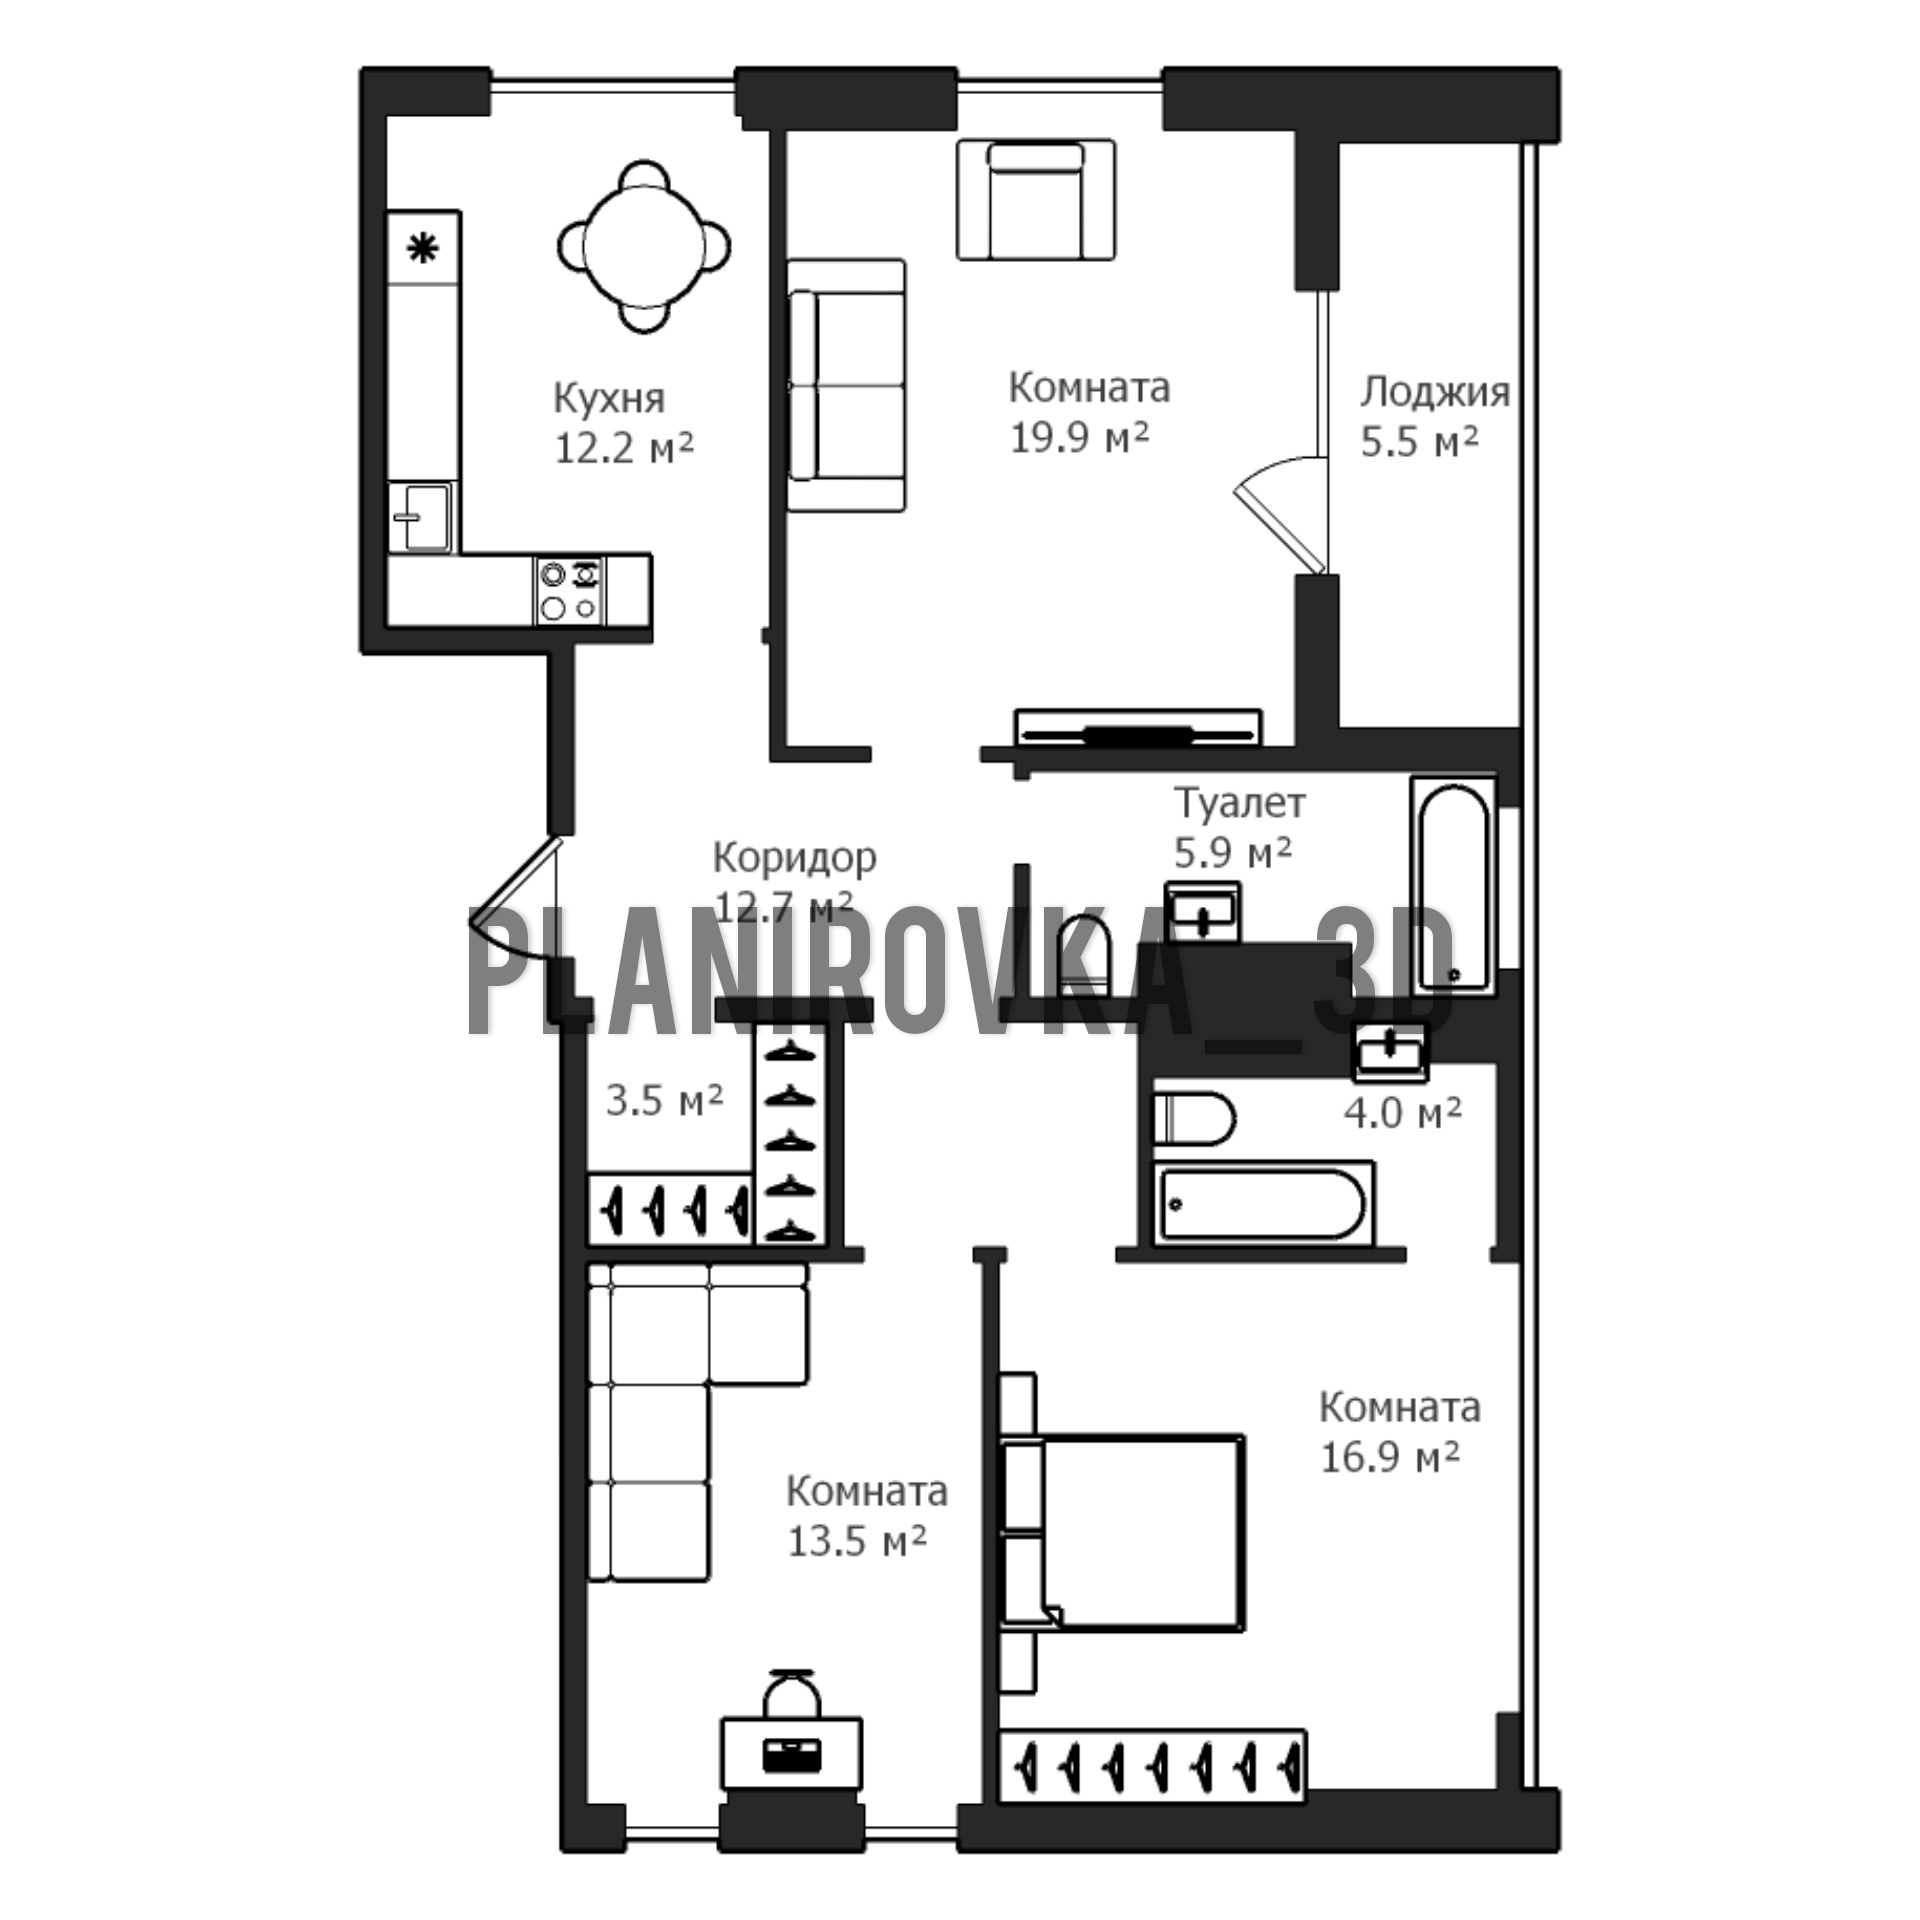 Кухня
12.2 м²
Комната
19.9 м²
Лоджия
5.5 м²
Туалет
5.9 м²
Коридор
12.7 м²
PLANIROVKA_3D
3.5 м²
4.0 м²
Комната
16.9 м²
Комната
13.5 м²